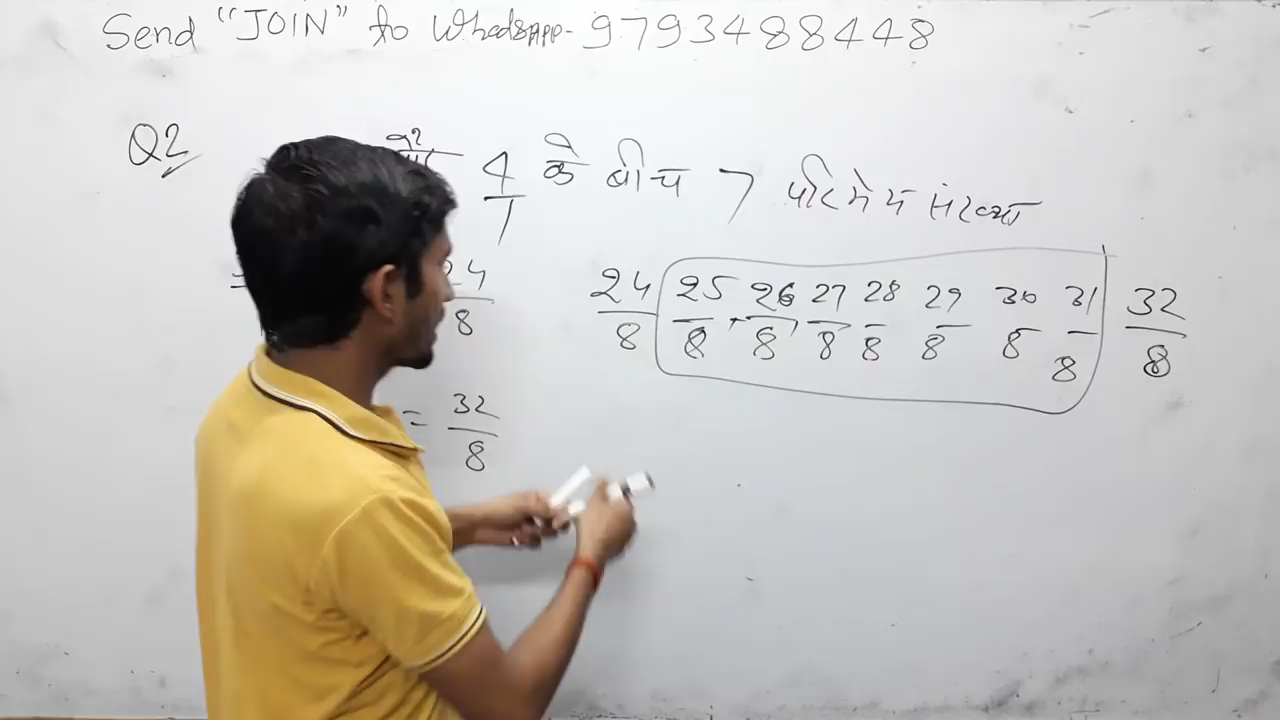 Send "JOIN" to WhatsAPP- 9793488448
Q2 4/1 के बीच 7 परिमेय संख्या
= 24/8 24/8 25/8, 26/8, 27/8 28/8 29/8 30/8 31/8 32/8
= 32/8